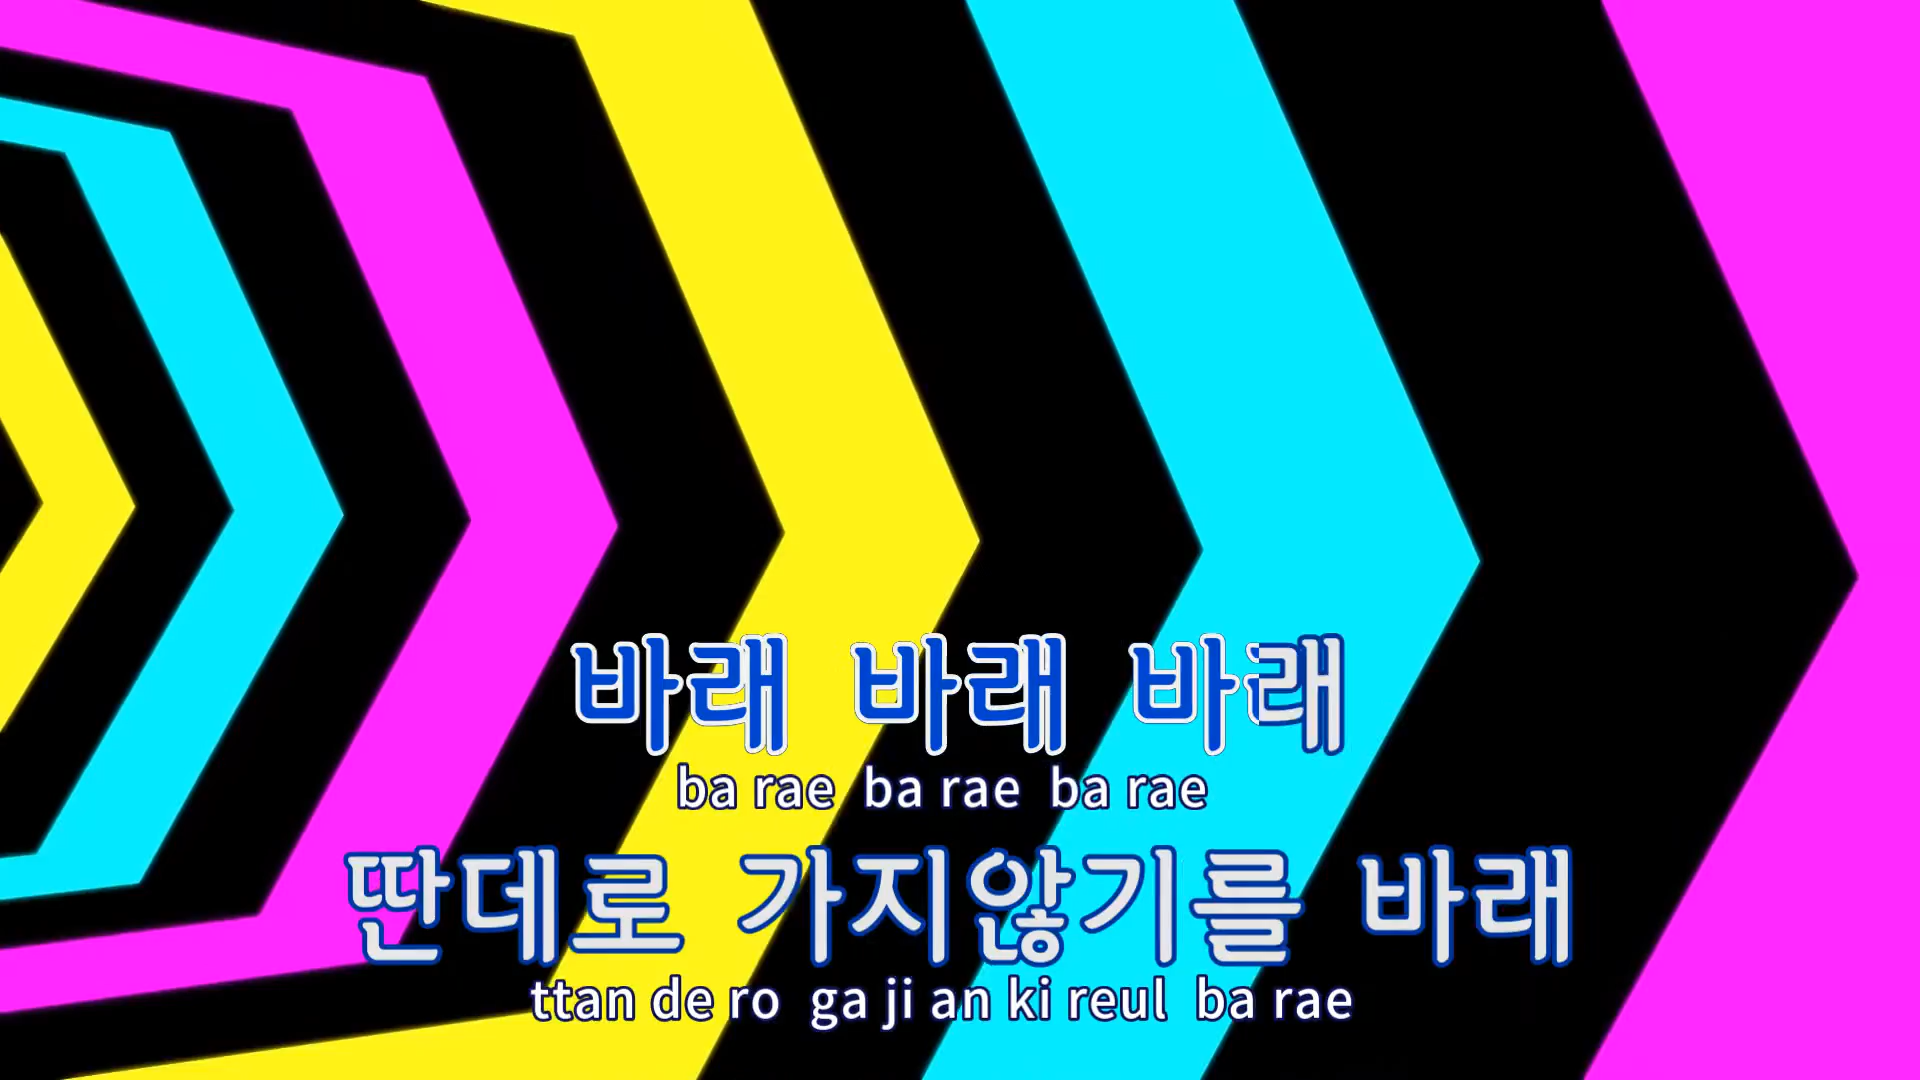 바래 바래 바래
ba rae ba rae ba rae
딴데로 가지않기를 바래
ttan de ro ga ji an ki reul ba rae